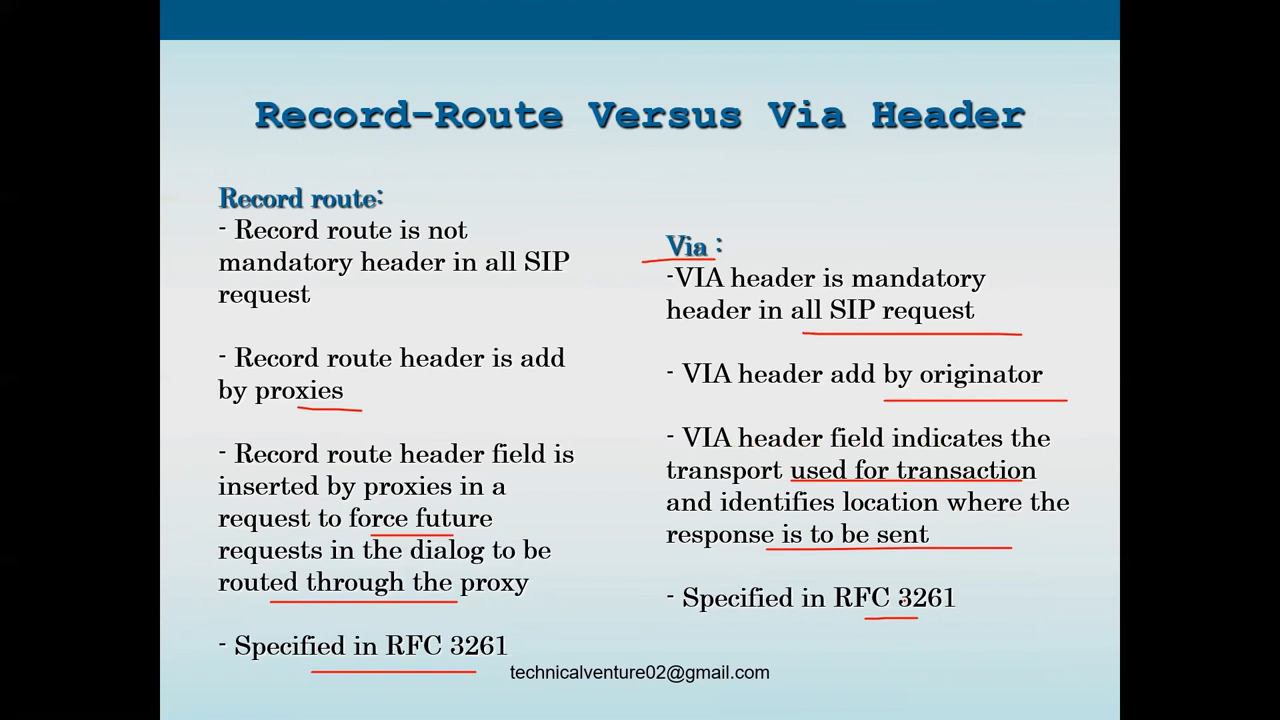 Record-Route Versus Via Header
Record route:
- Record route is not
mandatory header in all SIP
request
- Record route header is add
by proxies
- Record route header field is
inserted by proxies in a
request to force future
requests in the dialog to be
routed through the proxy
- Specified in RFC 3261
Via :
-VIA header is mandatory
header in all SIP request
- VIA header add by originator
- VIA header field indicates the
transport used for transaction
and identifies location where the
response is to be sent
- Specified in RFC 3261
technicalventure02@gmail.com